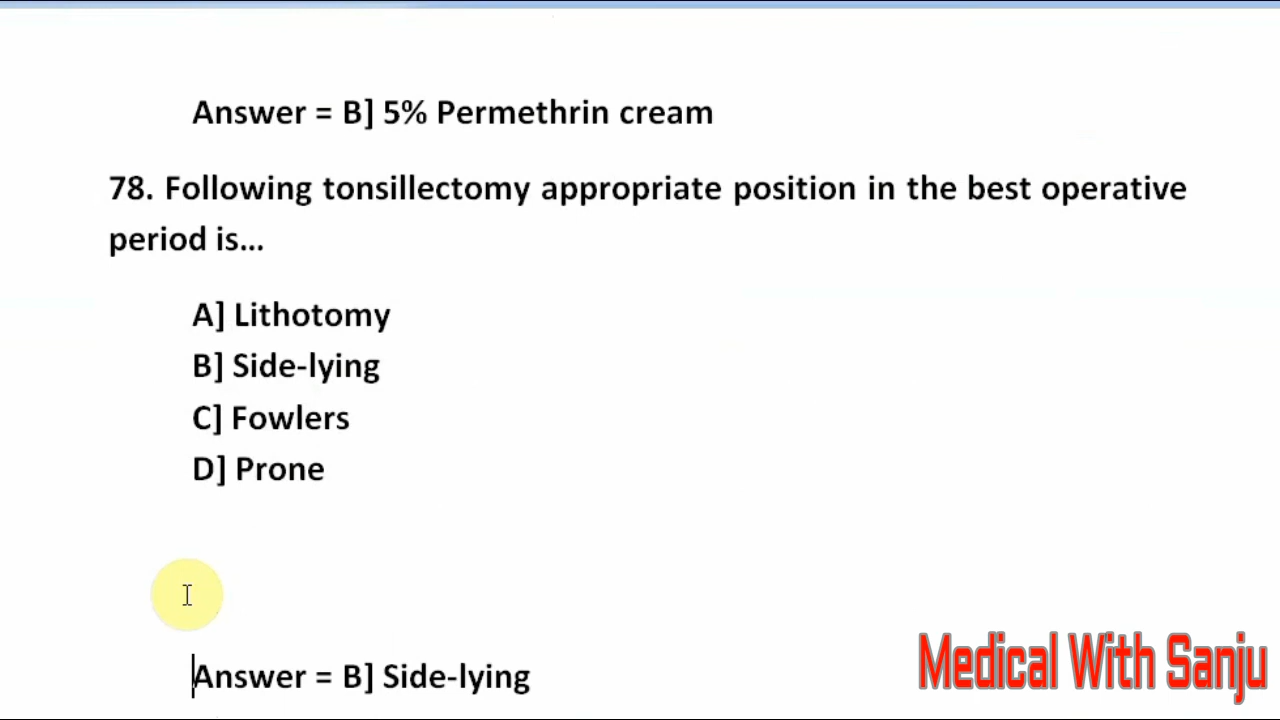 Answer = B] 5% Permethrin cream
78. Following tonsillectomy appropriate position in the best operative
period is...
A] Lithotomy
B] Side-lying
C] Fowlers
D] Prone
Answer = B] Side-lying
Medical With Sanju